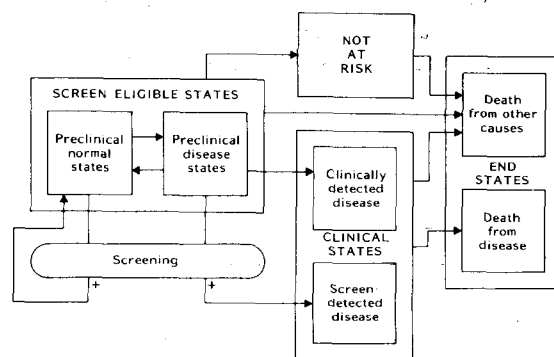 NOT
AT
RISK
SCREEN ELIGIBLE STATES
Preclinical
normal
states
Preclinical
disease
states
Death
from other
causes
END
STATES
Clinically
detected
disease
CLINICAL
STATES
Death
from
disease
Screening
+
+
Screen-
detected
disease